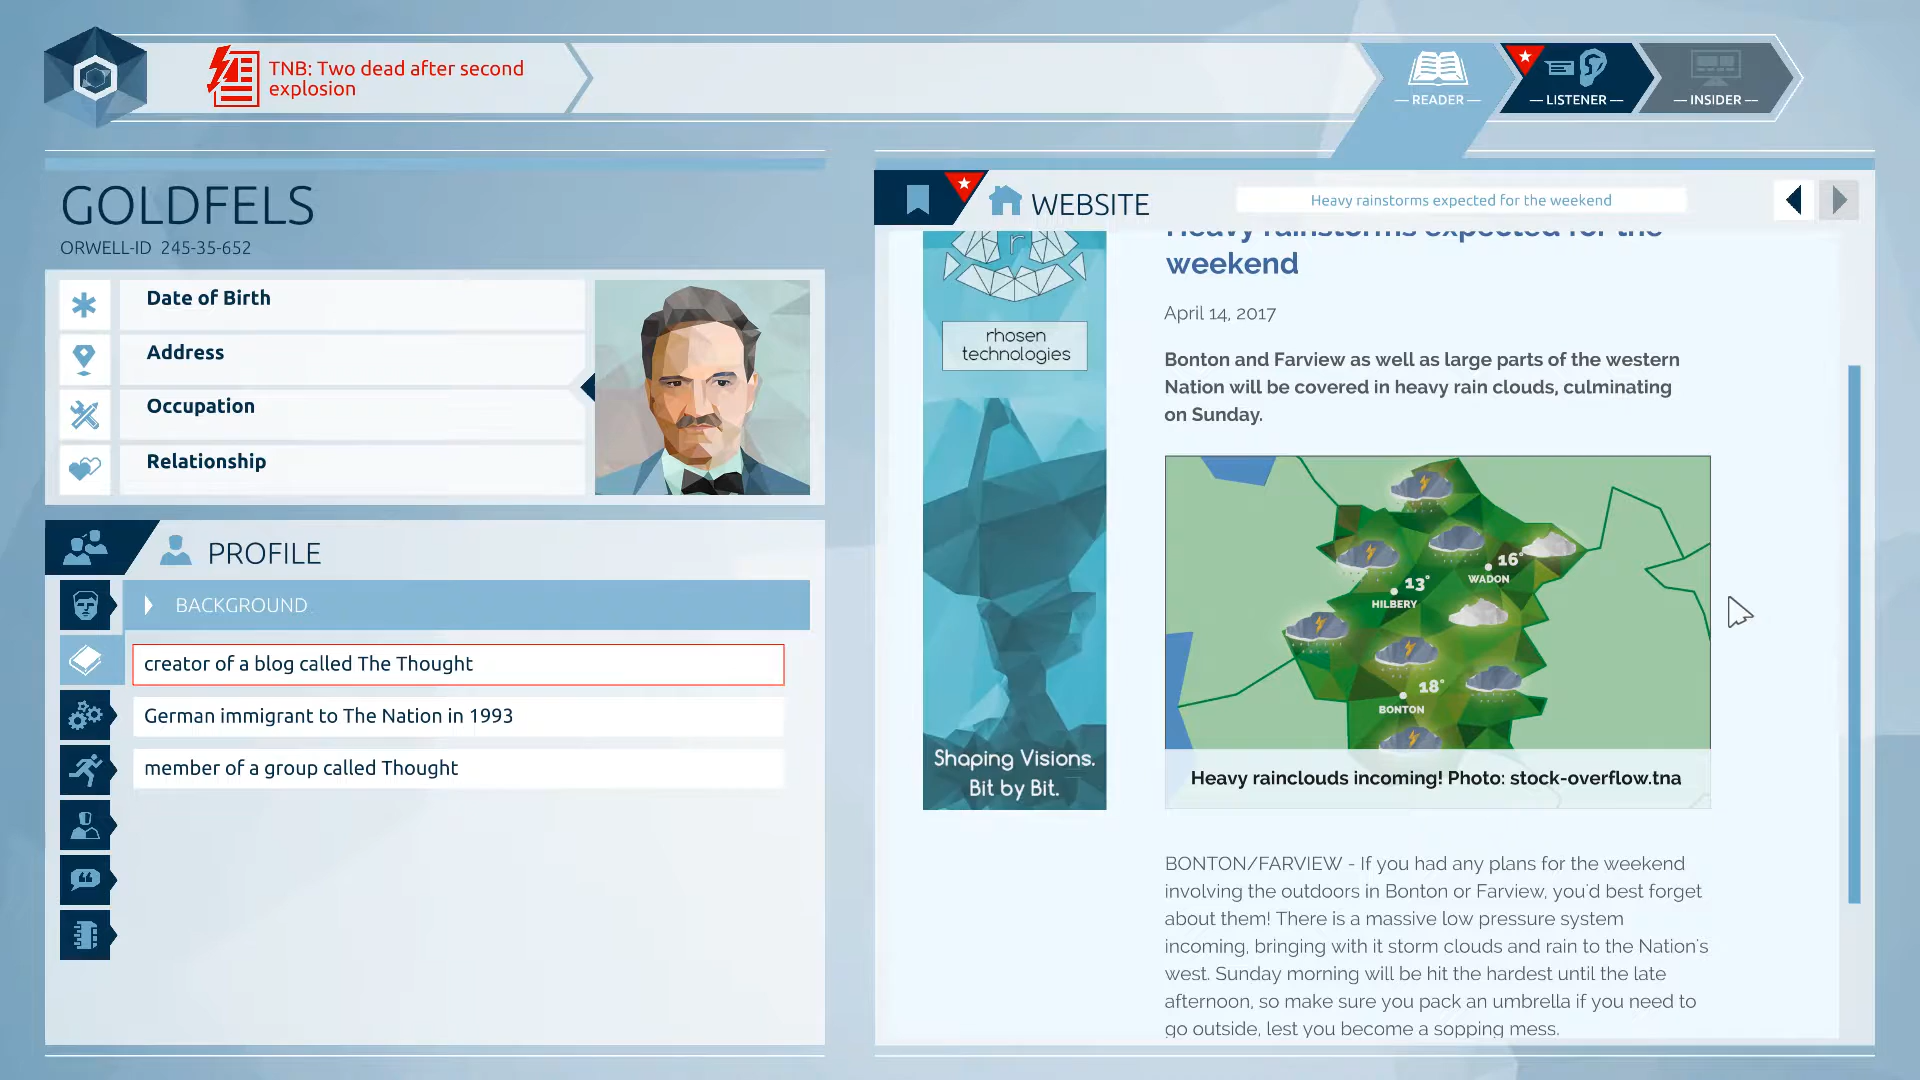 TNB: Two dead after second
explosion
READER
LISTENER
INSIDER
GOLDFELS
ORWELL-ID 245-35-652
Date of Birth
Address
Occupation
Relationship
PROFILE
BACKGROUND
creator of a blog called The Thought
German immigrant to The Nation in 1993
member of a group called Thought
WEBSITE
Heavy rainstorms expected for the weekend
r
rhosen
technologies
Shaping Visions.
Bit by Bit.
Heavy rainstorms expected for the
weekend
April 14, 2017
Bonton and Farview as well as large parts of the western
Nation will be covered in heavy rain clouds, culminating
on Sunday.
16°
WADON
13°
HILBERY
18°
BONTON
Heavy rainclouds incoming! Photo: stock-overflow.tna
BONTON/FARVIEW - If you had any plans for the weekend
involving the outdoors in Bonton or Farview, you'd best forget
about them! There is a massive low pressure system
incoming, bringing with it storm clouds and rain to the Nation's
west. Sunday morning will be hit the hardest until the late
afternoon, so make sure you pack an umbrella if you need to
go outside, lest you become a sopping mess.